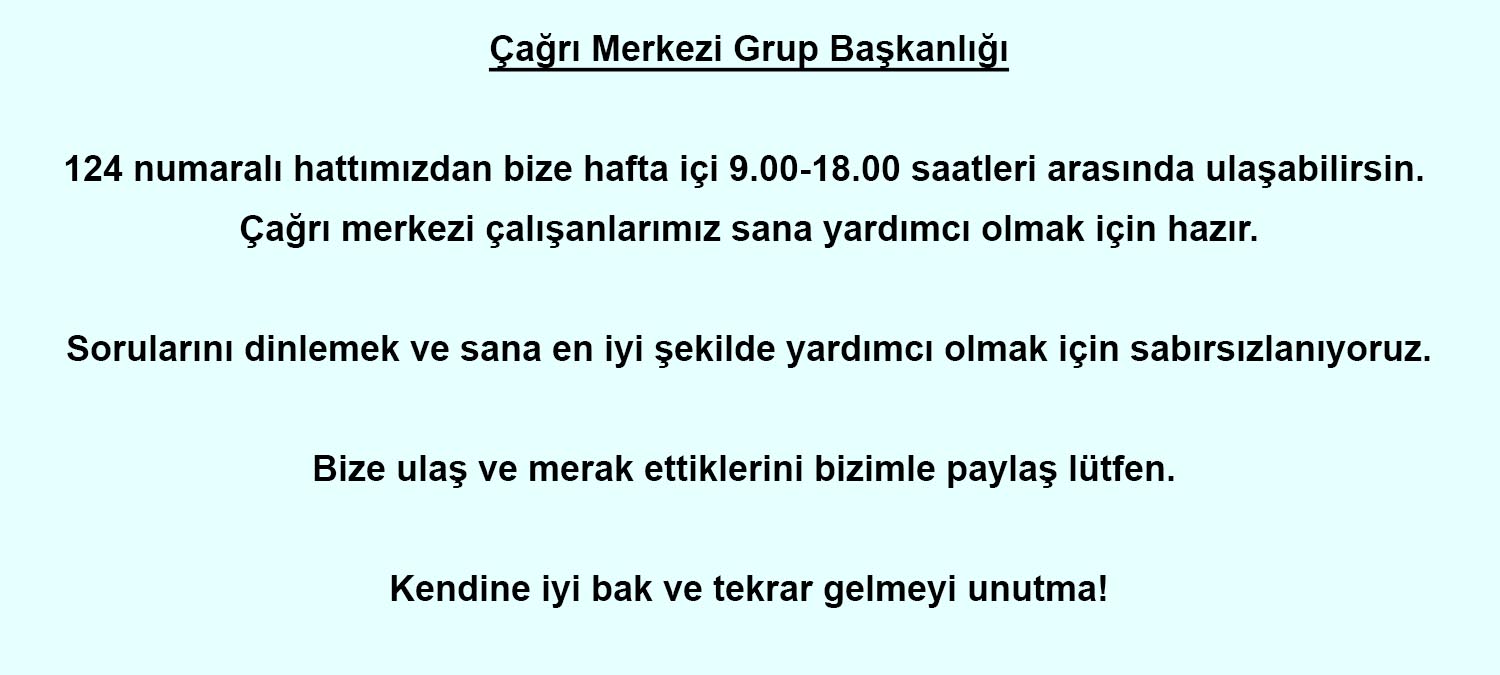 Çağrı Merkezi Grup Başkanlığı
124 numaralı hattımızdan bize hafta içi 9.00-18.00 saatleri arasında ulaşabilirsin.
Çağrı merkezi çalışanlarımız sana yardımcı olmak için hazır.
Sorularını dinlemek ve sana en iyi şekilde yardımcı olmak için sabırsızlanıyoruz.
Bize ulaş ve merak ettiklerini bizimle paylaş lütfen.
Kendine iyi bak ve tekrar gelmeyi unutma!